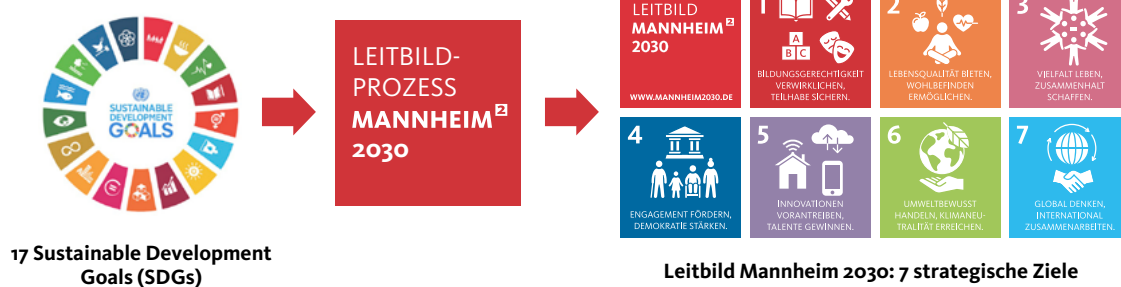 SUSTAINABLE
DEVELOPMENT
GOALS
17 Sustainable Development
Goals (SDGs)
LEITBILD-
PROZESS
MANNHEIM²
2030
LEITBILD
MANNHEIM²
2030
WWW.MANNHEIM2030.DE
1
A
B C
BILDUNGSGERECHTIGKEIT
VERWIRKLICHEN,
TEILHABE SICHERN.
2
LEBENSQUALITÄT BIETEN,
WOHLBEFINDEN
ERMÖGLICHEN.
3
VIELFALT LEBEN,
ZUSAMMENHALT
SCHAFFEN.
4
ENGAGEMENT FÖRDERN,
DEMOKRATIE STÄRKEN.
5
INNOVATIONEN
VORANTREIBEN,
TALENTE GEWINNEN.
6
UMWELTBEWUSST
HANDELN, KLIMANEU-
TRALITÄT ERREICHEN.
7
GLOBAL DENKEN,
INTERNATIONAL
ZUSAMMENARBEITEN.
Leitbild Mannheim 2030: 7 strategische Ziele